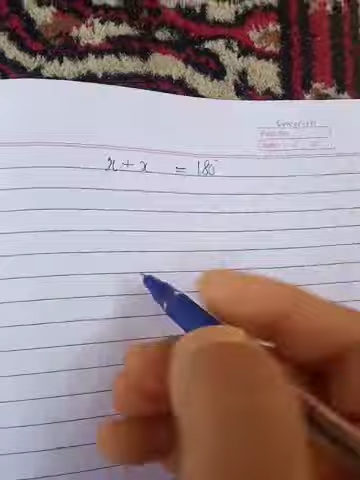 x + x = 180°